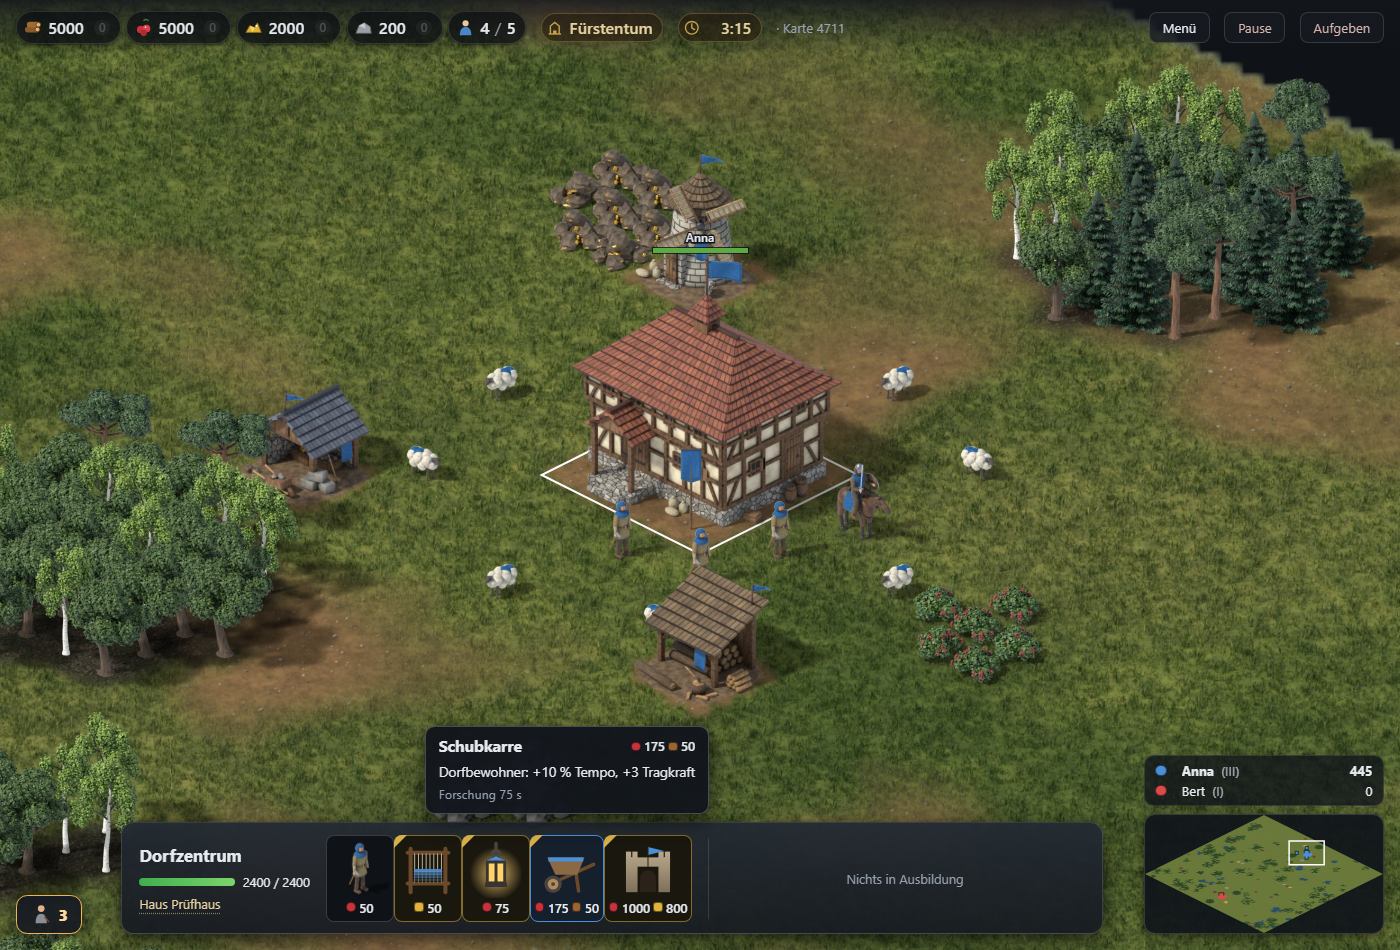 5000 0 5000 0 2000 0 200 0 4 / 5 Fürstentum 3:15 · Karte 4711 Menü Pause Aufgeben
Anna
Schubkarre 175 50
Dorfbewohner: +10 % Tempo, +3 Tragkraft
Forschung 75 s
Anna (III) 445
Bert (I) 0
Dorfzentrum
2400 / 2400
Haus Prüfhaus
50 50 75 175 50 1000 800
Nichts in Ausbildung
3